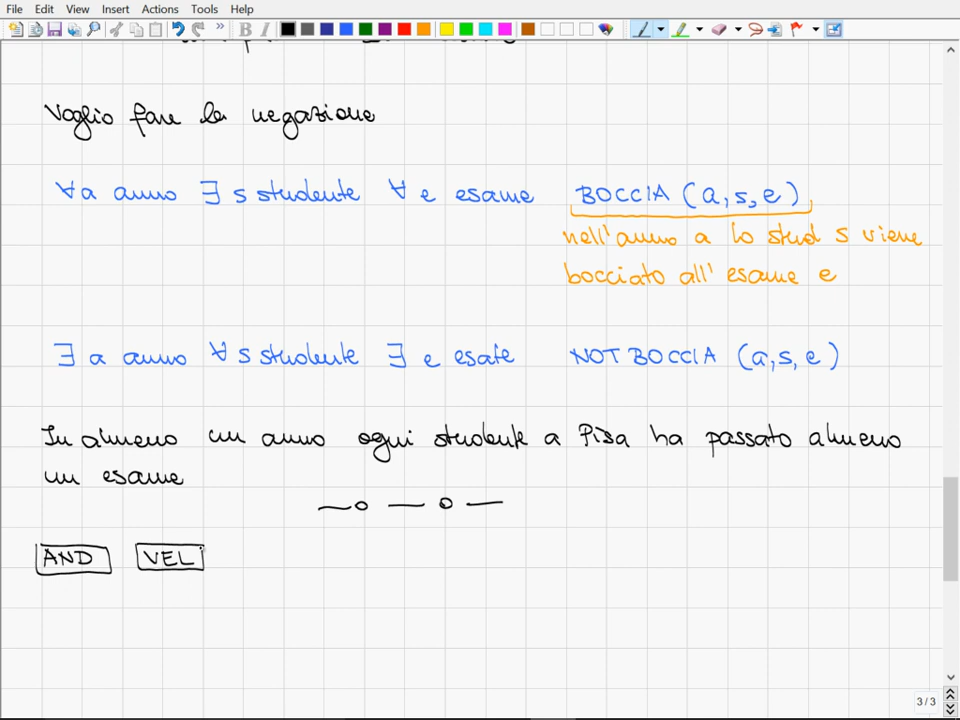 File Edit View Insert Actions Tools Help
Voglio fare la negazione
∀a anno ∃ s studente ∀ e esame BOCCIA (a,s,e)
nell'anno a lo stud s viene
bocciato all' esame e
∃ a anno ∀ s studente ∃ e esate NOT BOCCIA (a,s,e)
In almeno un anno ogni studente a Pisa ha passato almeno
un esame
AND VEL
3 / 3